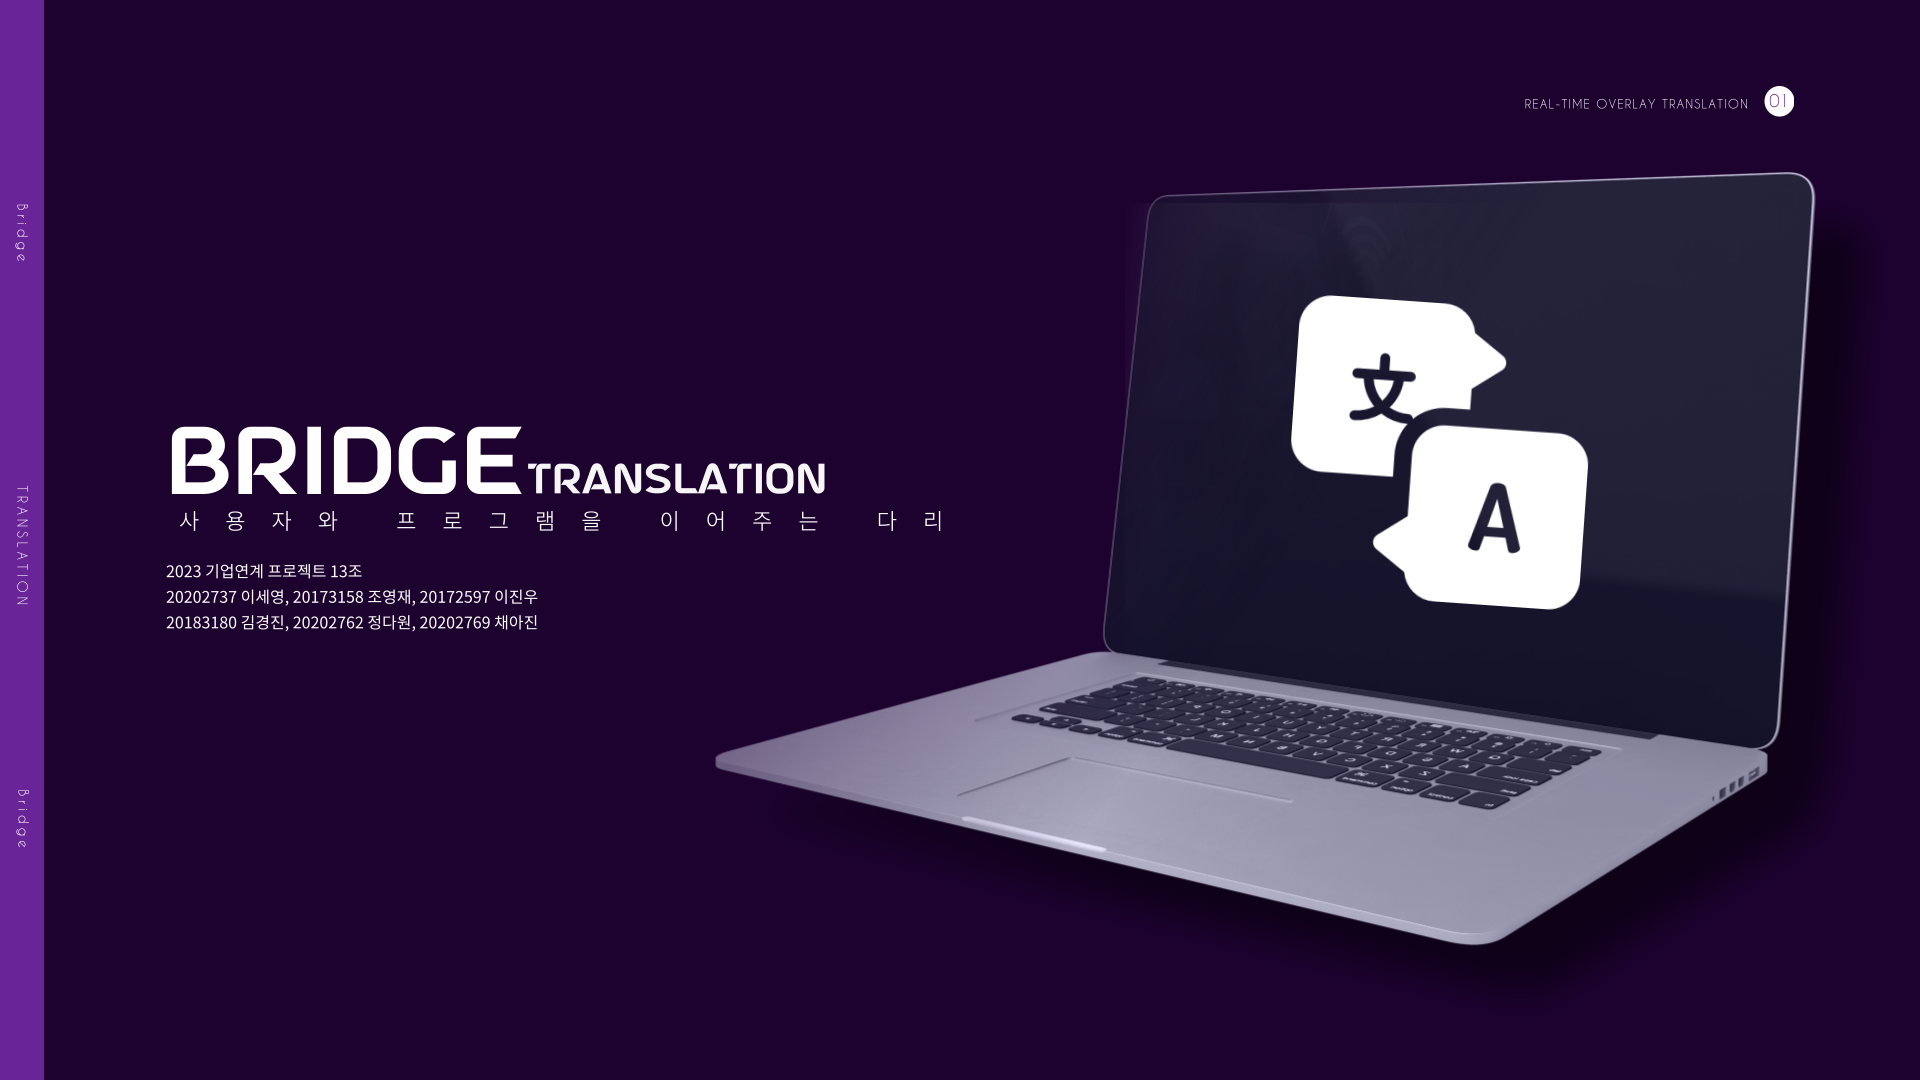 REAL-TIME OVERLAY TRANSLATION 01
Bridge
TRANSLATION
Bridge
BRIDGE TRANSLATION
사용자와 프로그램을 이어주는 다리
2023 기업연계 프로젝트 13조
20202737 이세영, 20173158 조영재, 20172597 이진우
20183180 김경진, 20202762 정다원, 20202769 채아진
文
A